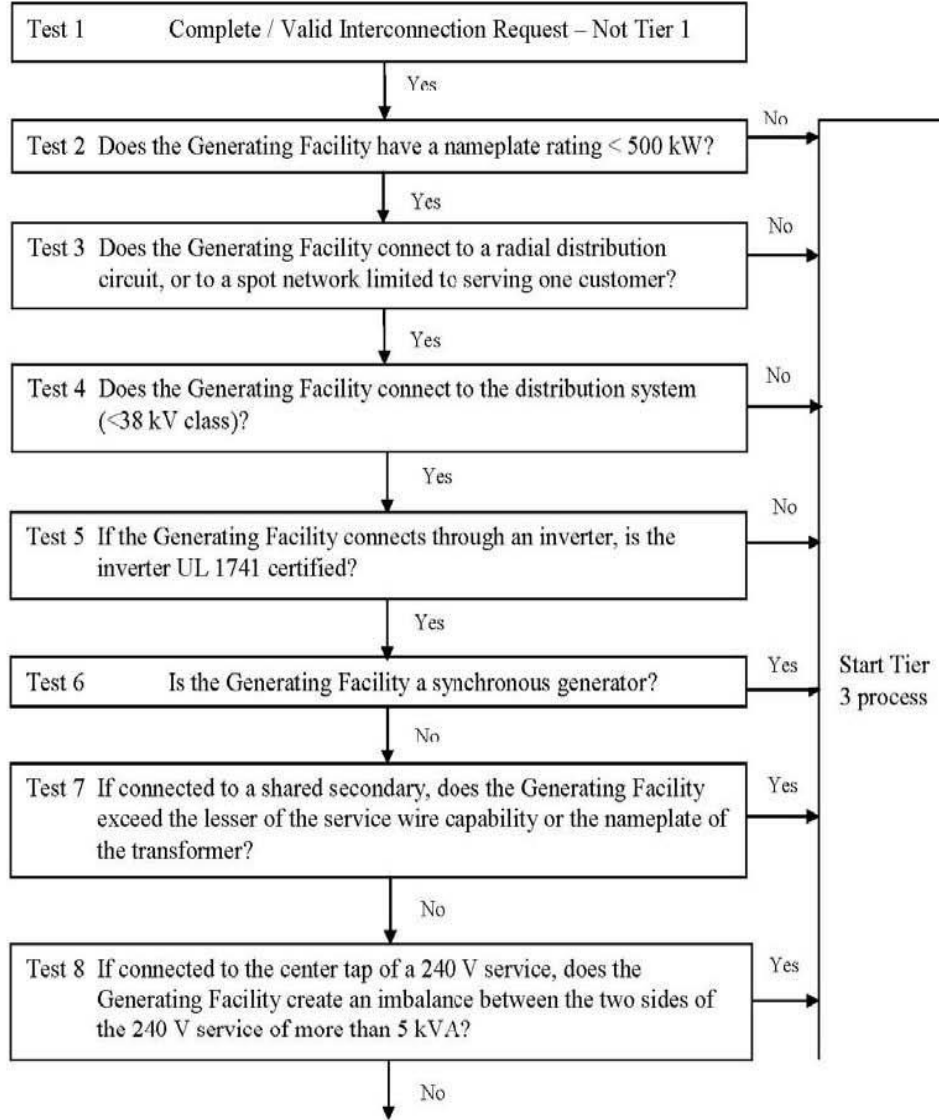 Test 1 Complete / Valid Interconnection Request – Not Tier 1
Yes
No
Test 2 Does the Generating Facility have a nameplate rating < 500 kW?
Yes
No
Test 3 Does the Generating Facility connect to a radial distribution
circuit, or to a spot network limited to serving one customer?
Yes
No
Test 4 Does the Generating Facility connect to the distribution system
(<38 kV class)?
Yes
No
Test 5 If the Generating Facility connects through an inverter, is the
inverter UL 1741 certified?
Yes
Test 6 Is the Generating Facility a synchronous generator?
Yes
Start Tier
3 process
No
Test 7 If connected to a shared secondary, does the Generating Facility
exceed the lesser of the service wire capability or the nameplate of
the transformer?
Yes
No
Test 8 If connected to the center tap of a 240 V service, does the
Generating Facility create an imbalance between the two sides of
the 240 V service of more than 5 kVA?
Yes
No